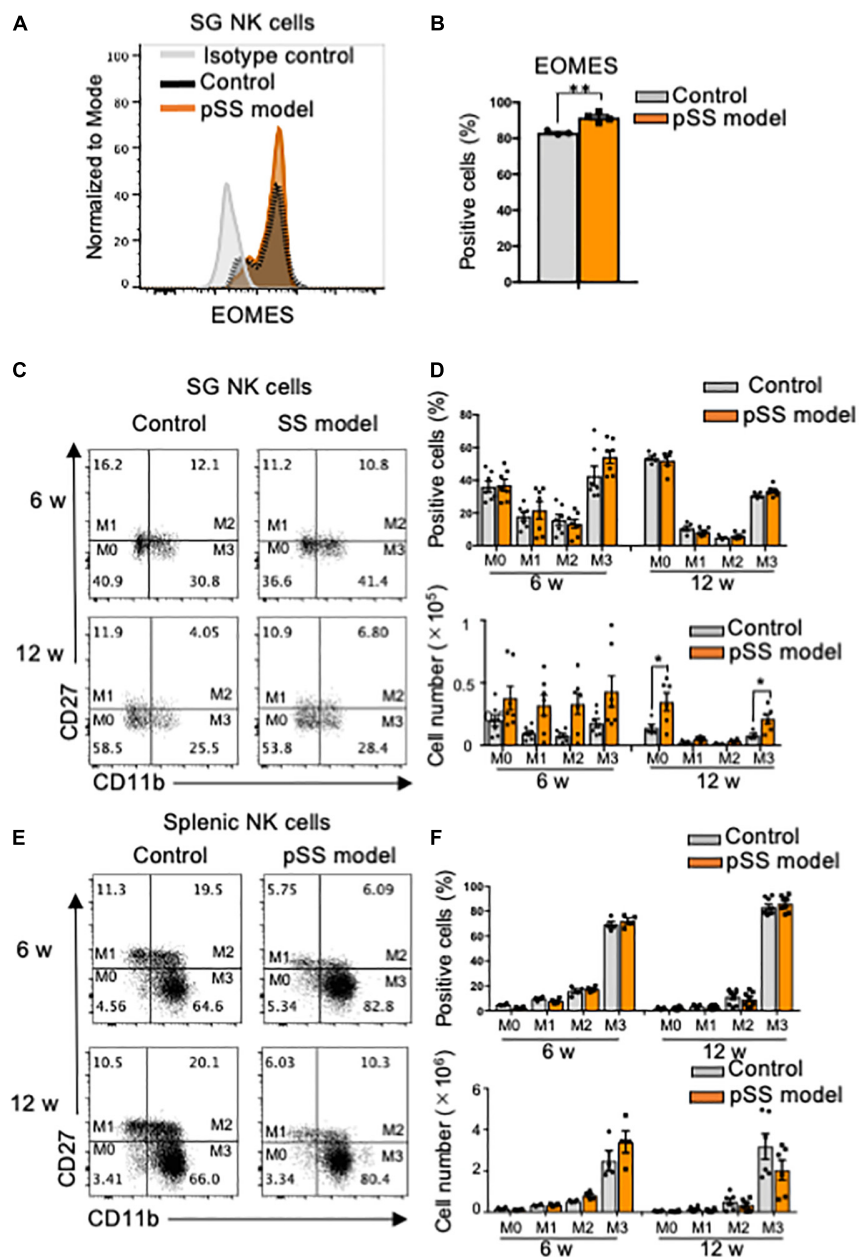 A
SG NK cells
Isotype control
Control
pSS model
Normalized to Mode
100
80
60
40
20
0
EOMES
B
EOMES
**
Control
pSS model
Positive cells (%)
100
80
60
40
20
0
C
SG NK cells
Control
SS model
6 w
16.2
12.1
M1
M2
M0
M3
40.9
30.8
11.2
10.8
M1
M2
M0
M3
36.6
41.4
12 w
11.9
4.05
M1
M2
M0
M3
58.5
25.5
10.9
6.80
M1
M2
M0
M3
53.8
28.4
CD27
CD11b
D
Control
pSS model
Positive cells (%)
80
60
40
20
0
M0 M1 M2 M3
M0 M1 M2 M3
6 w
12 w
Control
pSS model
Cell number (×10⁵)
1
0.5
0
*
*
M0 M1 M2 M3
M0 M1 M2 M3
6 w
12 w
E
Splenic NK cells
Control
pSS model
6 w
11.3
19.5
M1
M2
M0
M3
4.56
64.6
5.75
6.09
M1
M2
M0
M3
5.34
82.8
12 w
10.5
20.1
M1
M2
M0
M3
3.41
66.0
6.03
10.3
M1
M2
M0
M3
3.34
80.4
CD27
CD11b
F
Control
pSS model
Positive cells (%)
100
80
60
40
20
0
M0 M1 M2 M3
M0 M1 M2 M3
6 w
12 w
Control
pSS model
Cell number (×10⁶)
6
4
2
0
M0 M1 M2 M3
M0 M1 M2 M3
6 w
12 w